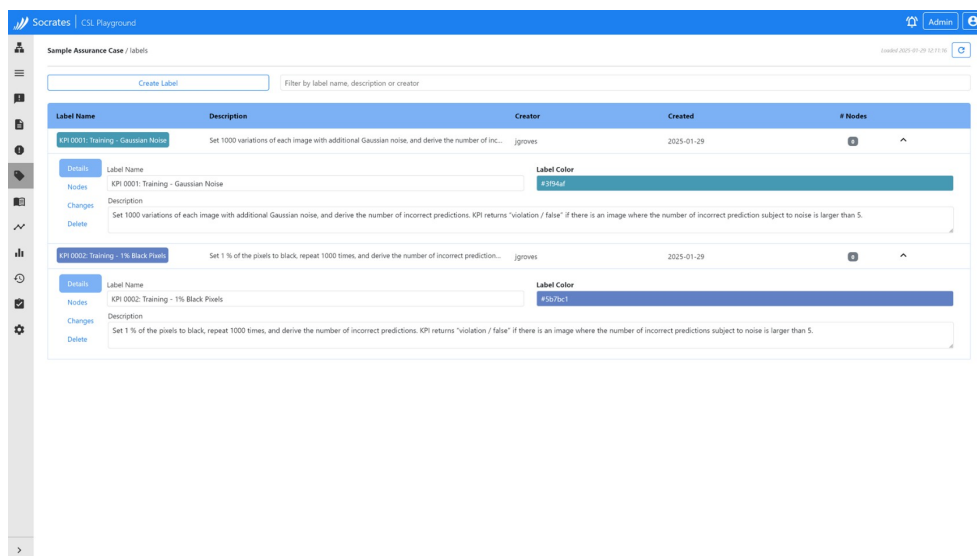 Socrates | CSL Playground
Admin
Sample Assurance Case / labels
Loaded 2025-01-29 12:11:16
Create Label
Filter by label name, description or creator
Label Name Description Creator Created # Nodes
KPI 0001: Training - Gaussian Noise Set 1000 variations of each image with additional Gaussian noise, and derive the number of inc... jgroves 2025-01-29 0
Details
Nodes
Changes
Delete
Label Name
KPI 0001: Training - Gaussian Noise
Label Color
#3f94af
Description
Set 1000 variations of each image with additional Gaussian noise, and derive the number of incorrect predictions. KPI returns "violation / false" if there is an image where the number of incorrect prediction subject to noise is larger than 5.
KPI 0002: Training - 1% Black Pixels Set 1 % of the pixels to black, repeat 1000 times, and derive the number of incorrect prediction... jgroves 2025-01-29 0
Details
Nodes
Changes
Delete
Label Name
KPI 0002: Training - 1% Black Pixels
Label Color
#5b7bc1
Description
Set 1 % of the pixels to black, repeat 1000 times, and derive the number of incorrect predictions. KPI returns "violation / false" if there is an image where the number of incorrect predictions subject to noise is larger than 5.